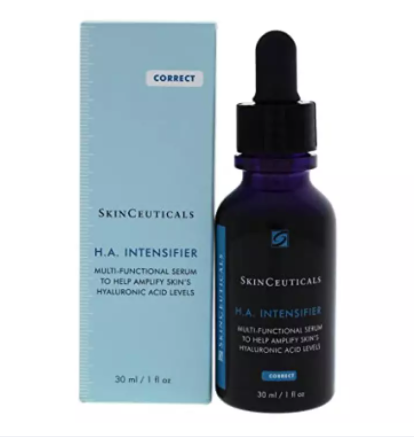 CORRECT
SKINCEUTICALS
H.A. INTENSIFIER
MULTI-FUNCTIONAL SERUM
TO HELP AMPLIFY SKIN'S
HYALURONIC ACID LEVELS
30 ml / 1 fl oz
SKINCEUTICALS
H.A. INTENSIFIER
MULTI-FUNCTIONAL SERUM
TO HELP AMPLIFY SKIN'S
HYALURONIC ACID LEVELS
CORRECT
30 ml / 1 fl oz
SKINCEUTICALS